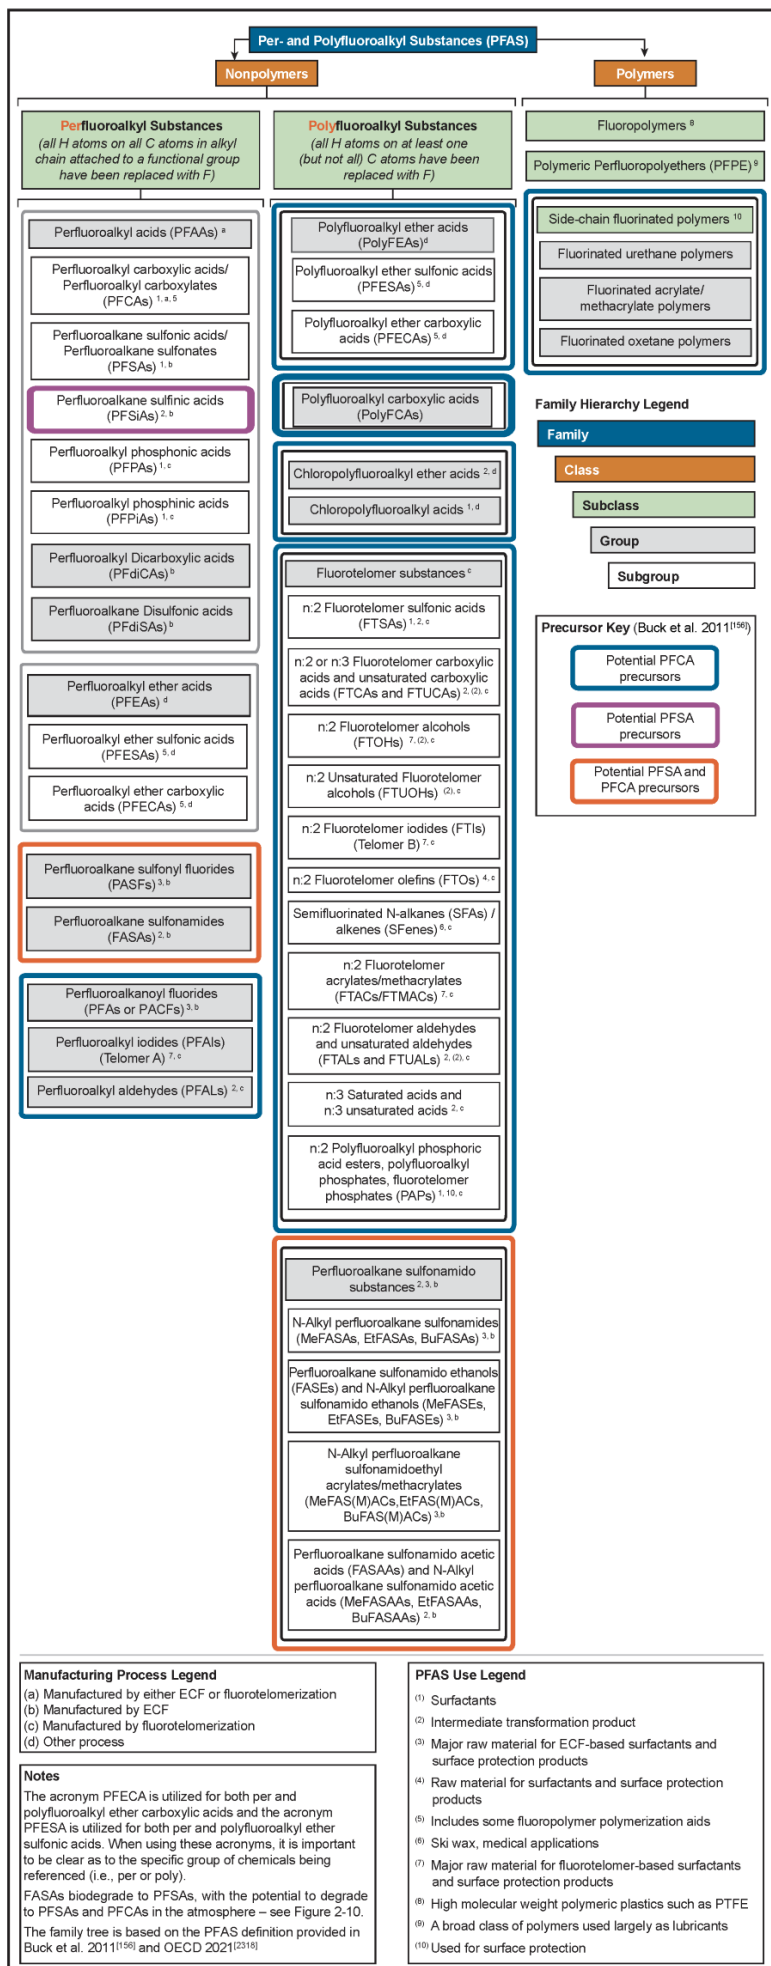 Per- and Polyfluoroalkyl Substances (PFAS)
Nonpolymers
Polymers
Perfluoroalkyl Substances
(all H atoms on all C atoms in alkyl
chain attached to a functional group
have been replaced with F)
Perfluoroalkyl acids (PFAAs) a
Perfluoroalkyl carboxylic acids/
Perfluoroalkyl carboxylates
(PFCAs) 1, a, 5
Perfluoroalkane sulfonic acids/
Perfluoroalkane sulfonates
(PFSAs) 1, b
Perfluoroalkane sulfinic acids
(PFSiAs) 2, b
Perfluoroalkyl phosphonic acids
(PFPAs) 1, c
Perfluoroalkyl phosphinic acids
(PFPiAs) 1, c
Perfluoroalkyl Dicarboxylic acids
(PFdiCAs) b
Perfluoroalkane Disulfonic acids
(PFdiSAs) b
Perfluoroalkyl ether acids
(PFEAs) d
Perfluoroalkyl ether sulfonic acids
(PFESAs) 5, d
Perfluoroalkyl ether carboxylic
acids (PFECAs) 5, d
Perfluoroalkane sulfonyl fluorides
(PASFs) 3, b
Perfluoroalkane sulfonamides
(FASAs) 2, b
Perfluoroalkanoyl fluorides
(PFAs or PACFs) 3, b
Perfluoroalkyl iodides (PFAIs)
(Telomer A) 7, c
Perfluoroalkyl aldehydes (PFALs) 2, c
Polyfluoroalkyl Substances
(all H atoms on at least one
(but not all) C atoms have been
replaced with F)
Polyfluoroalkyl ether acids
(PolyFEAs) d
Polyfluoroalkyl ether sulfonic acids
(PFESAs) 5, d
Polyfluoroalkyl ether carboxylic
acids (PFECAs) 5, d
Polyfluoroalkyl carboxylic acids
(PolyFCAs)
Chloropolyfluoroalkyl ether acids 2, d
Chloropolyfluoroalkyl acids 1, d
Fluorotelomer substances c
n:2 Fluorotelomer sulfonic acids
(FTSAs) 1, 2, c
n:2 or n:3 Fluorotelomer carboxylic
acids and unsaturated carboxylic
acids (FTCAs and FTUCAs) 2, (2), c
n:2 Fluorotelomer alcohols
(FTOHs) 7, (2), c
n:2 Unsaturated Fluorotelomer
alcohols (FTUOHs) (2), c
n:2 Fluorotelomer iodides (FTIs)
(Telomer B) 7, c
n:2 Fluorotelomer olefins (FTOs) 4, c
Semifluorinated N-alkanes (SFAs) /
alkenes (SFenes) 6, c
n:2 Fluorotelomer
acrylates/methacrylates
(FTACs/FTMACs) 7, c
n:2 Fluorotelomer aldehydes
and unsaturated aldehydes
(FTALs and FTUALs) 2, (2), c
n:3 Saturated acids and
n:3 unsaturated acids 2, c
n:2 Polyfluoroalkyl phosphoric
acid esters, polyfluoroalkyl
phosphates, fluorotelomer
phosphates (PAPs) 1, 10, c
Perfluoroalkane sulfonamido
substances 2, 3, b
N-Alkyl perfluoroalkane sulfonamides
(MeFASAs, EtFASAs, BuFASAs) 3, b
Perfluoroalkane sulfonamido ethanols
(FASEs) and N-Alkyl perfluoroalkane
sulfonamido ethanols (MeFASEs,
EtFASEs, BuFASEs) 3, b
N-Alkyl perfluoroalkane
sulfonamidoethyl
acrylates/methacrylates
(MeFAS(M)ACs,EtFAS(M)ACs,
BuFAS(M)ACs) 3,b
Perfluoroalkane sulfonamido acetic
acids (FASAAs) and N-Alkyl
perfluoroalkane sulfonamido acetic
acids (MeFASAAs, EtFASAAs,
BuFASAAs) 2, b
Fluoropolymers 8
Polymeric Perfluoropolyethers (PFPE) 9
Side-chain fluorinated polymers 10
Fluorinated urethane polymers
Fluorinated acrylate/
methacrylate polymers
Fluorinated oxetane polymers
Family Hierarchy Legend
Family
Class
Subclass
Group
Subgroup
Precursor Key (Buck et al. 2011[156])
Potential PFCA
precursors
Potential PFSA
precursors
Potential PFSA and
PFCA precursors
Manufacturing Process Legend
(a) Manufactured by either ECF or fluorotelomerization
(b) Manufactured by ECF
(c) Manufactured by fluorotelomerization
(d) Other process
Notes
The acronym PFECA is utilized for both per and
polyfluoroalkyl ether carboxylic acids and the acronym
PFESA is utilized for both per and polyfluoroalkyl ether
sulfonic acids. When using these acronyms, it is important
to be clear as to the specific group of chemicals being
referenced (i.e., per or poly).
FASAs biodegrade to PFSAs, with the potential to degrade
to PFSAs and PFCAs in the atmosphere – see Figure 2-10.
The family tree is based on the PFAS definition provided in
Buck et al. 2011[156] and OECD 2021[2318]
PFAS Use Legend
(1) Surfactants
(2) Intermediate transformation product
(3) Major raw material for ECF-based surfactants and
surface protection products
(4) Raw material for surfactants and surface protection
products
(5) Includes some fluopolymer polymerization aids
(6) Ski wax, medical applications
(7) Major raw material for fluorotelomer-based surfactants
and surface protection products
(8) High molecular weight polymeric plastics such as PTFE
(9) A broad class of polymers used largely as lubricants
(10) Used for surface protection